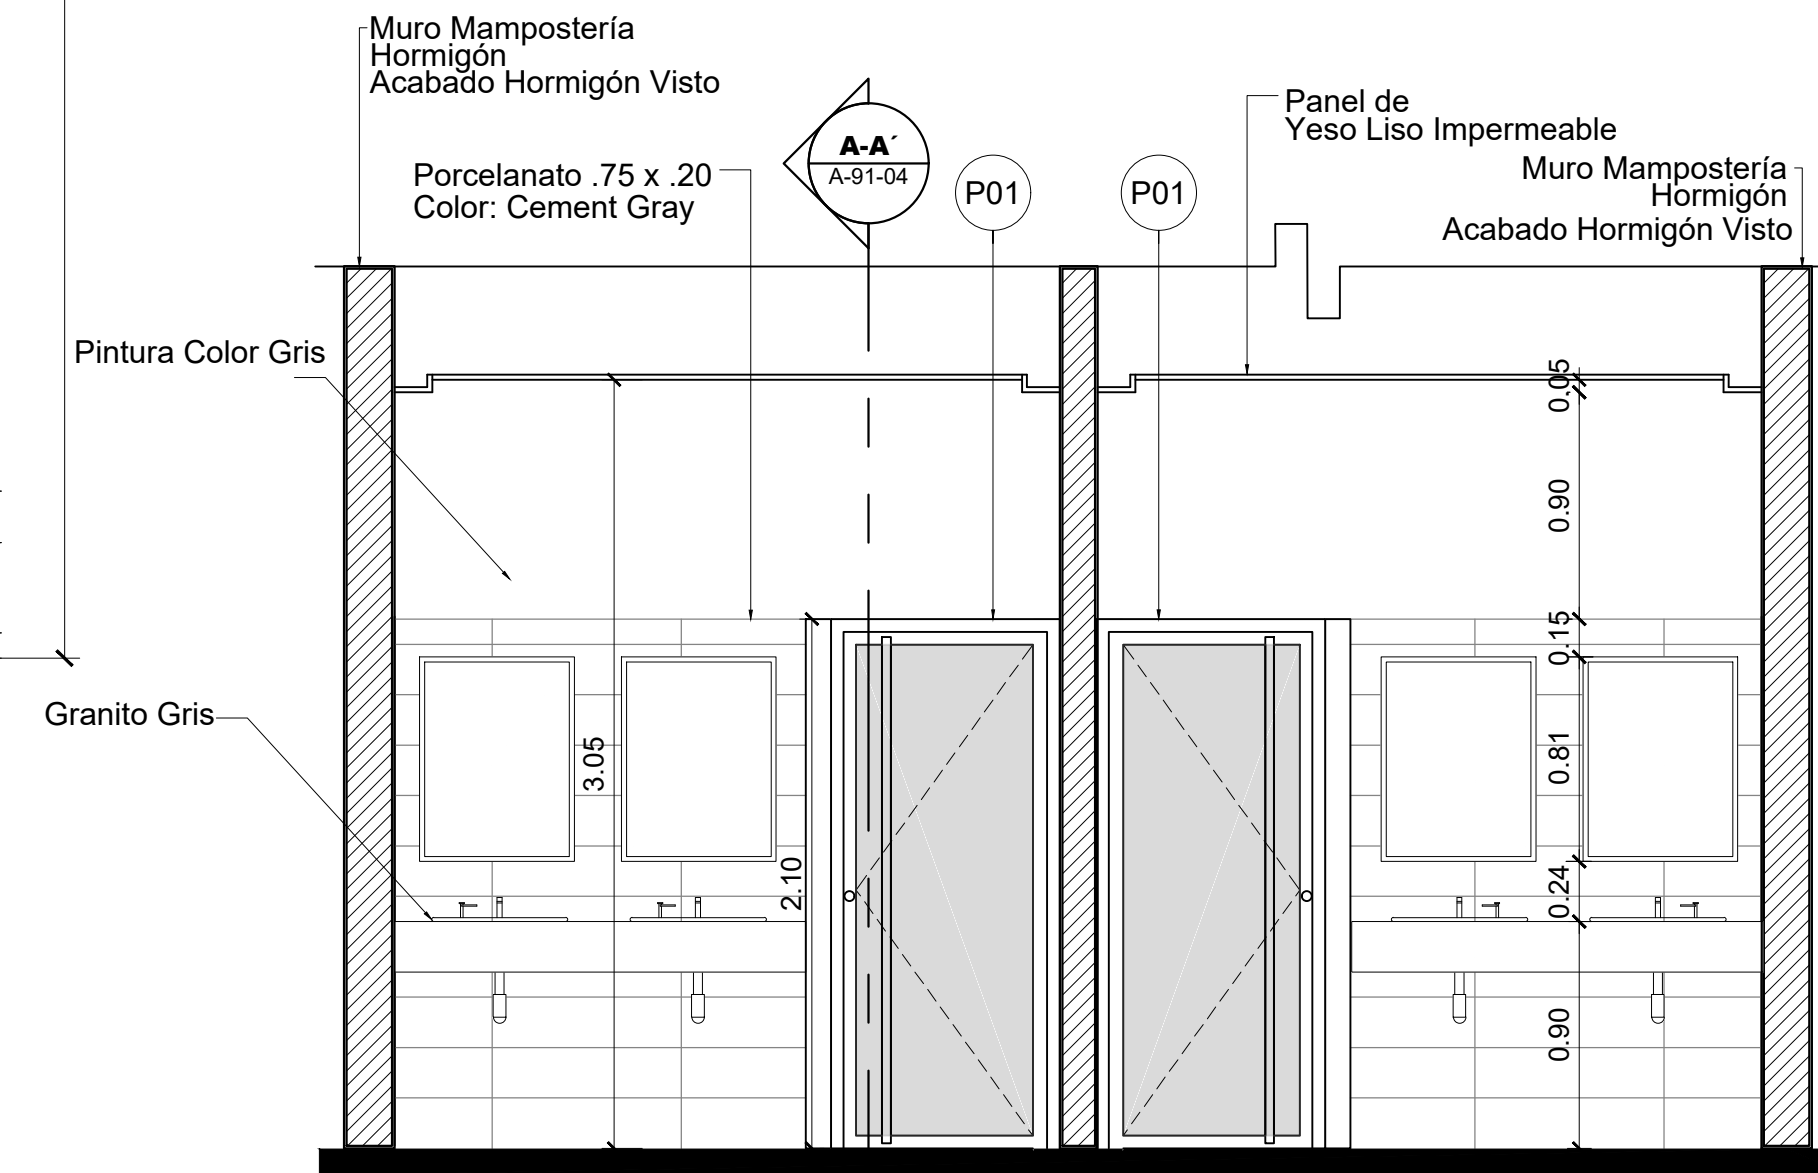 Muro Mampostería
Hormigón
Acabado Hormigón Visto
Porcelanato .75 x .20
Color: Cement Gray
A-A´
A-91-04
P01
P01
Panel de
Yeso Liso Impermeable
Muro Mampostería
Hormigón
Acabado Hormigón Visto
Pintura Color Gris
Granito Gris
3.05
2.10
0.05
0.90
0.15
0.81
0.24
0.90